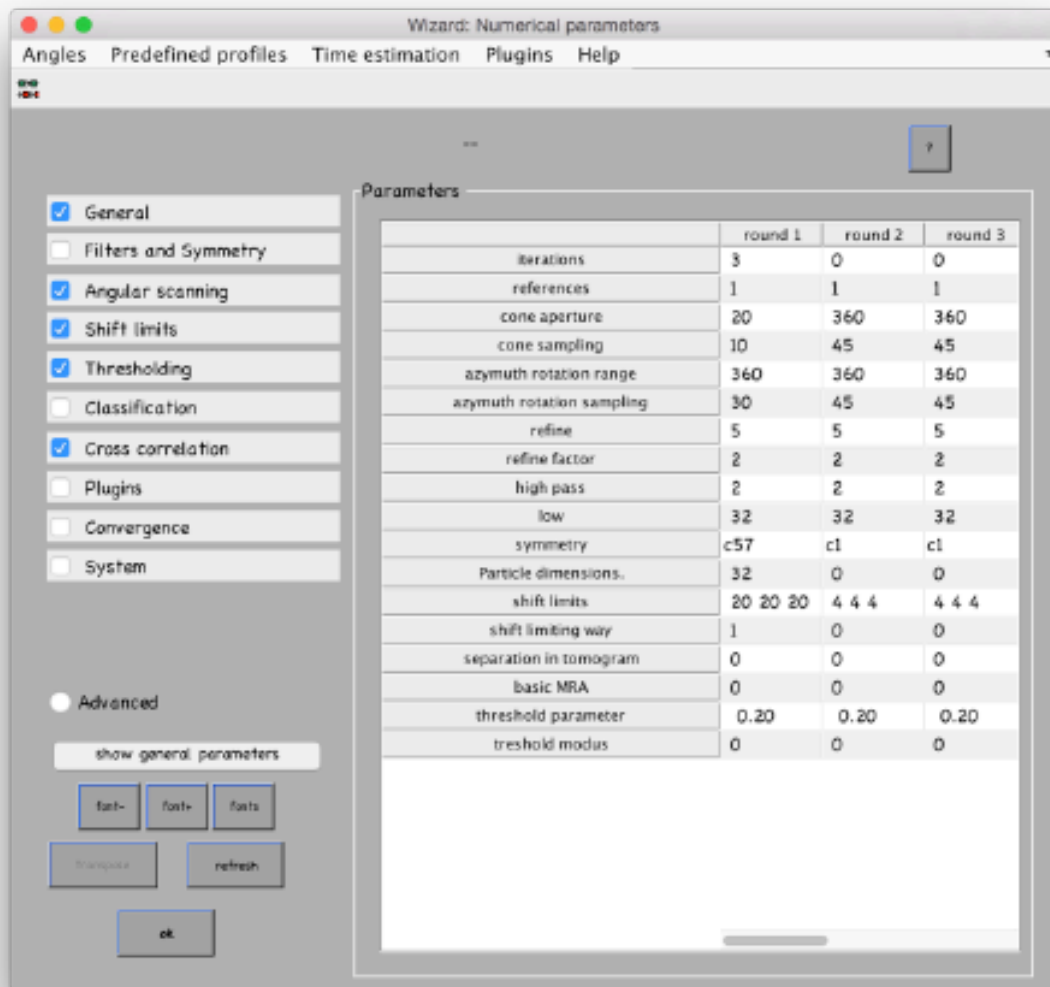 Wizard: Numerical parameters
Angles Predefined profiles Time estimation Plugins Help
--
?
General
Filters and Symmetry
Angular scanning
Shift limits
Thresholding
Classification
Cross correlation
Plugins
Convergence
System
Advanced
show general parameters
font- font+ fonts
refresh
ok
Parameters
round 1 round 2 round 3
iterations 3 0 0
references 1 1 1
cone aperture 20 360 360
cone sampling 10 45 45
azymuth rotation range 360 360 360
azymuth rotation sampling 30 45 45
refine 5 5 5
refine factor 2 2 2
high pass 2 2 2
low 32 32 32
symmetry c57 c1 c1
Particle dimensions. 32 0 0
shift limits 20 20 20 4 4 4 4 4 4
shift limiting way 1 0 0
separation in tomogram 0 0 0
basic MRA 0 0 0
threshold parameter 0.20 0.20 0.20
treshold modus 0 0 0